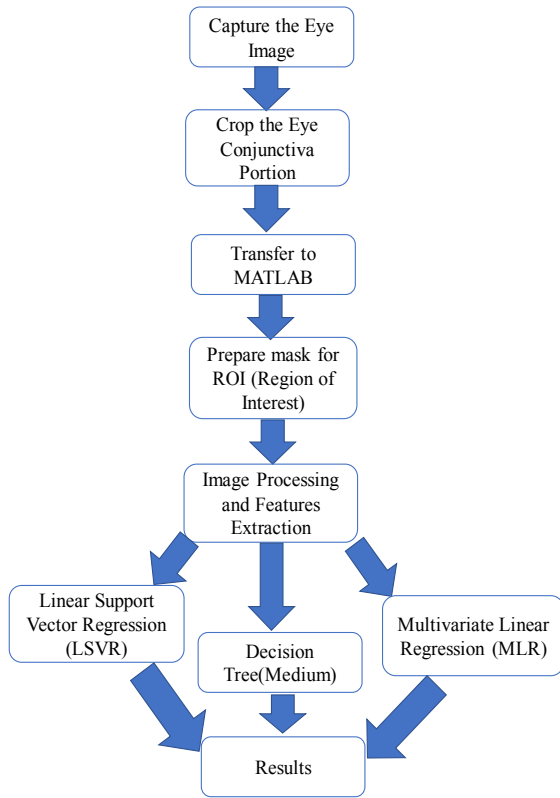 Capture the Eye
Image
Crop the Eye
Conjunctiva
Portion
Transfer to
MATLAB
Prepare mask for
ROI (Region of
Interest)
Image Processing
and Features
Extraction
Linear Support
Vector Regression
(LSVR)
Decision
Tree(Medium)
Multivariate Linear
Regression (MLR)
Results